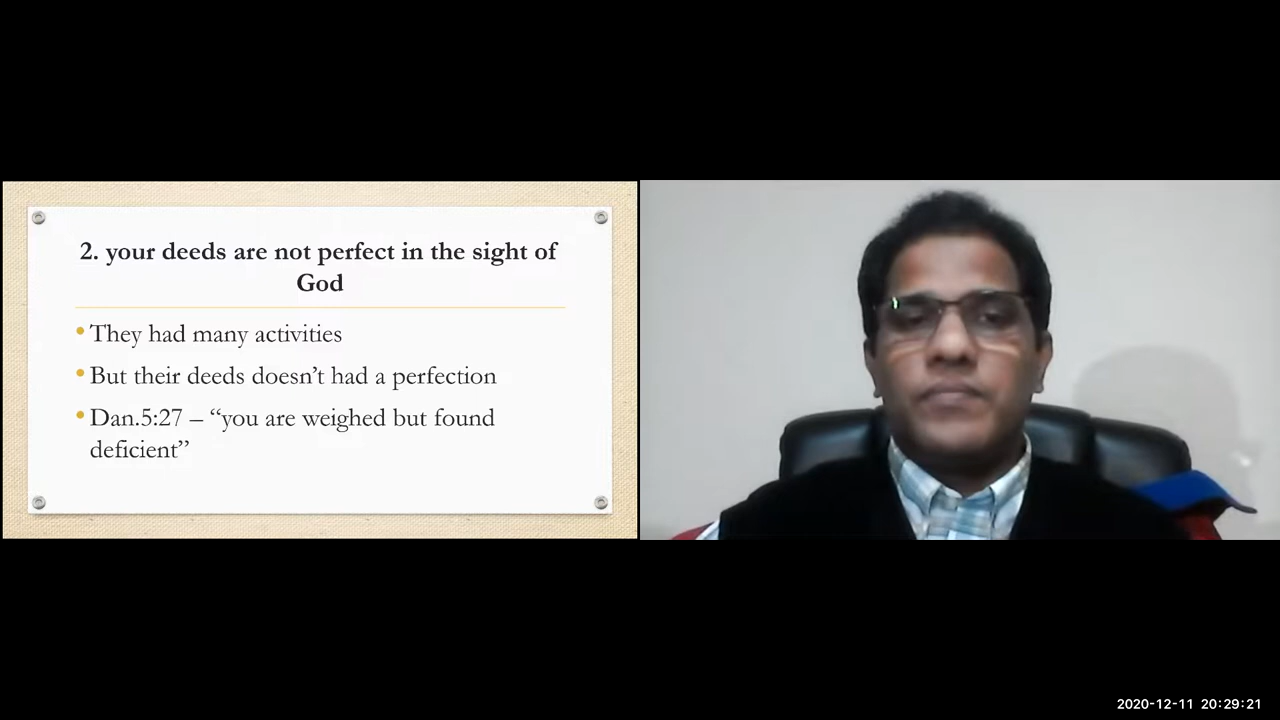 2. your deeds are not perfect in the sight of
God
• They had many activities
• But their deeds doesn’t had a perfection
• Dan.5:27 – “you are weighed but found
deficient”
2020-12-11 20:29:21